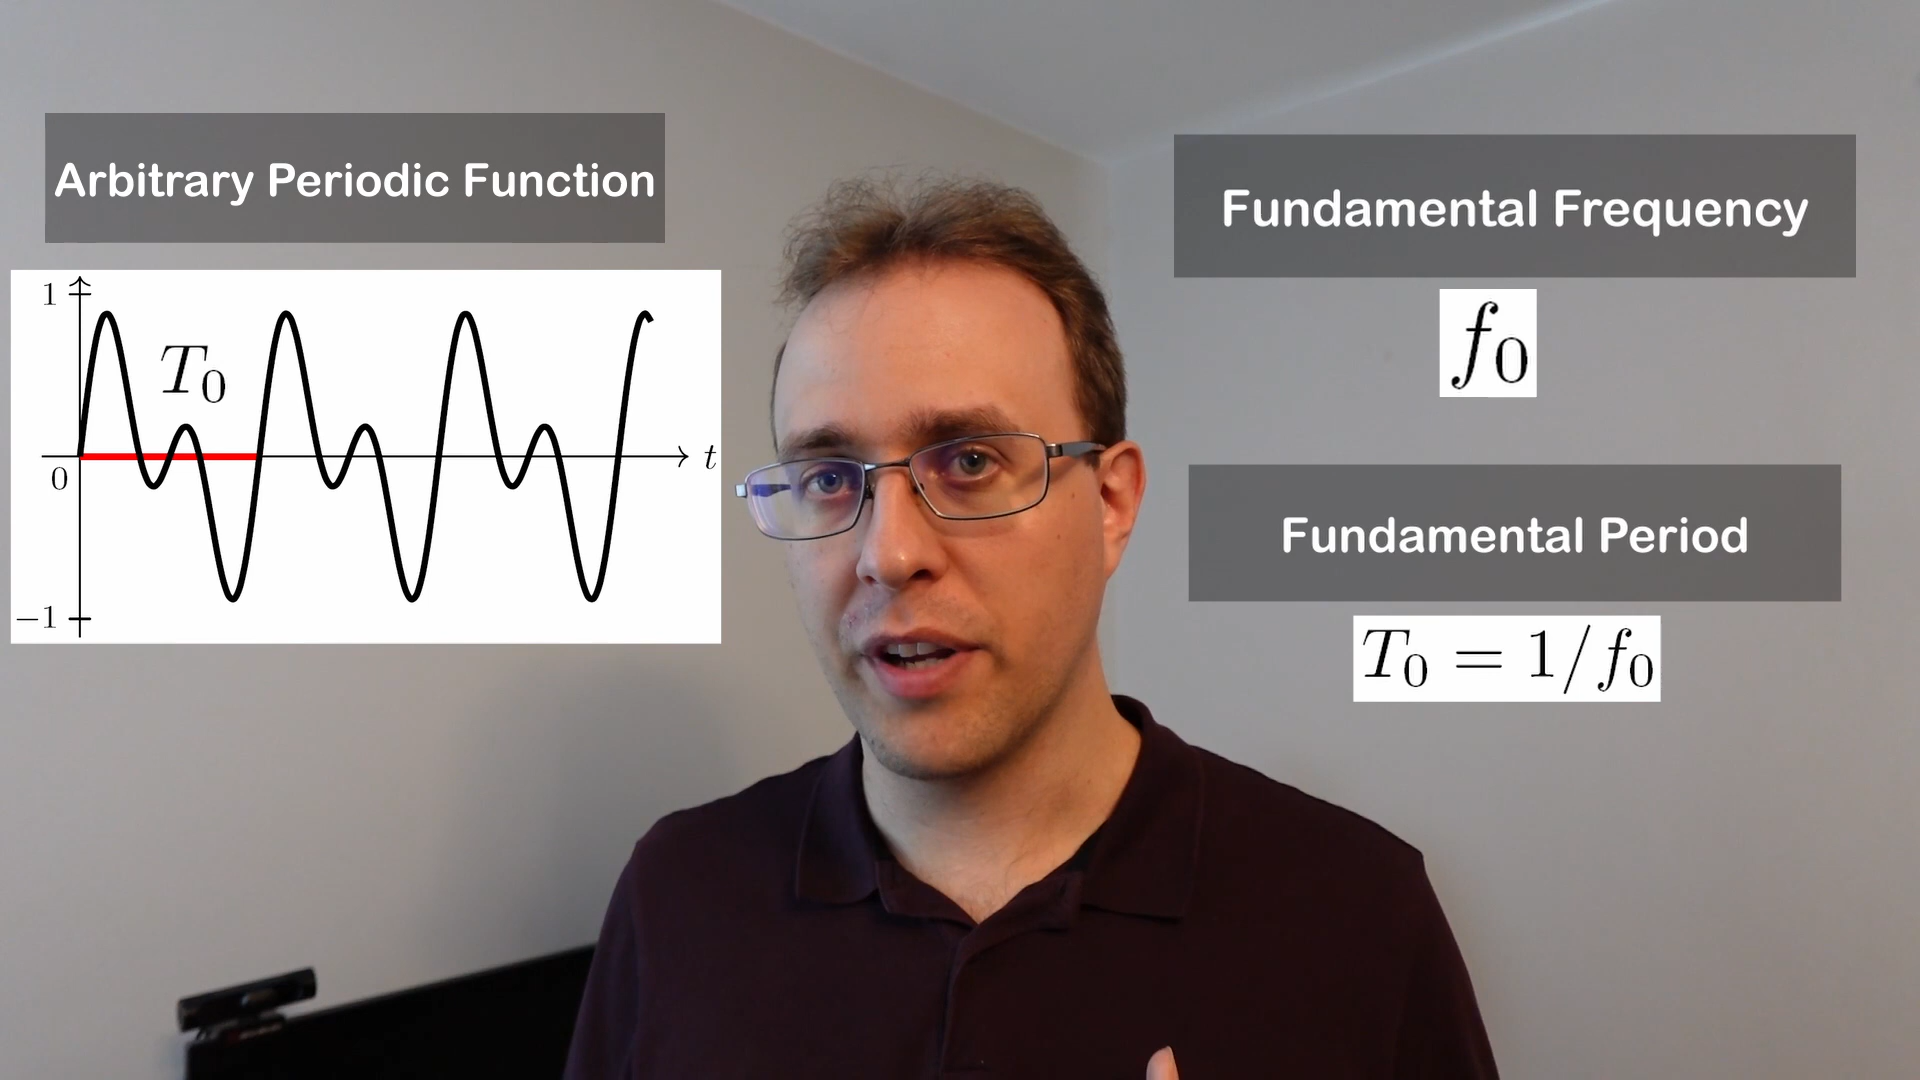 Arbitrary Periodic Function
1
T₀
0
t
−1
Fundamental Frequency
f₀
Fundamental Period
T₀ = 1/f₀